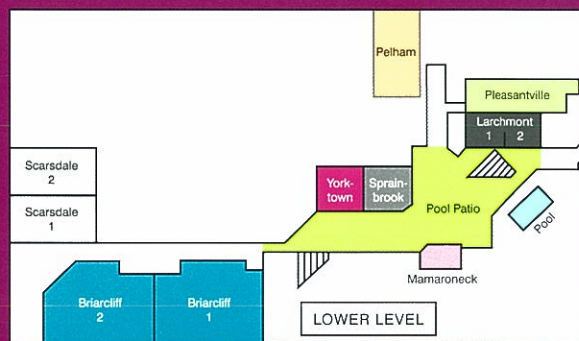 Pelham
Pleasantville
Larchmont
1 2
Scarsdale
2
York-
town
Sprain-
brook
Scarsdale
1
Pool Patio
Pool
Mamaroneck
Briarcliff
2
Briarcliff
1
LOWER LEVEL